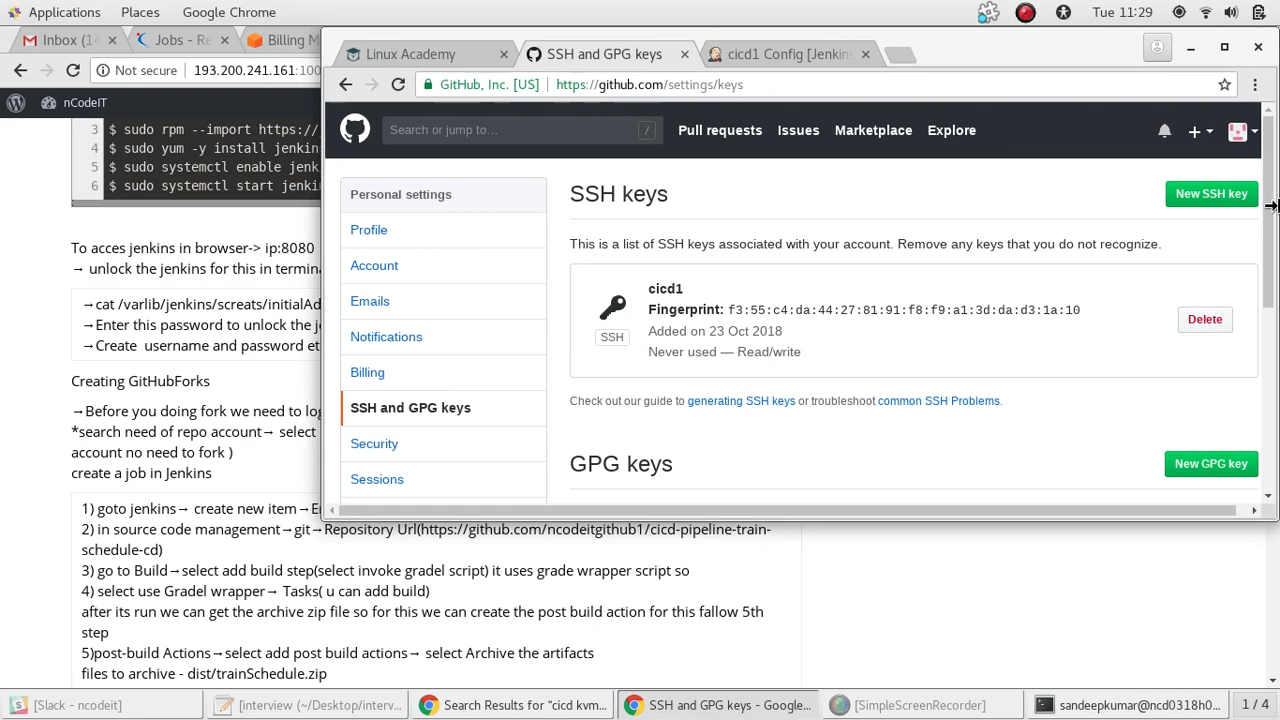 Applications
Places
Google Chrome
Tue 11:29
Inbox (14
Jobs - Re
Billing M
Not secure
193.200.241.161:100
nCodeIT
3 $ sudo rpm --import https://
4 $ sudo yum -y install jenkins
5 $ sudo systemctl enable jenk
6 $ sudo systemctl start jenki
To acces jenkins in browser-> ip:8080
→ unlock the jenkins for this in termina
→cat /varlib/jenkins/screats/initialAd
→Enter this password to unlock the j
→Create username and password et
Creating GitHubForks
→Before you doing fork we need to log
*search need of repo account→ select
account no need to fork )
create a job in Jenkins
1) goto jenkins→ create new item→E
2) in source code management→git→Repository Url(https://github.com/ncodeitgithub1/cicd-pipeline-train-
schedule-cd)
3) go to Build→select add build step(select invoke gradel script) it uses grade wrapper script so
4) select use Gradel wrapper→ Tasks( u can add build)
after its run we can get the archive zip file so for this we can create the post build action for this fallow 5th
step
5)post-build Actions→select add post build actions→ select Archive the artifacts
files to archive - dist/trainSchedule.zip
Linux Academy
SSH and GPG keys
cicd1 Config [Jenkins
GitHub, Inc. [US]
https://github.com/settings/keys
Search or jump to...
/
Pull requests
Issues
Marketplace
Explore
Personal settings
Profile
Account
Emails
Notifications
Billing
SSH and GPG keys
Security
Sessions
SSH keys
New SSH key
This is a list of SSH keys associated with your account. Remove any keys that you do not recognize.
cicd1
Fingerprint: f3:55:c4:da:44:27:81:91:f8:f9:a1:3d:da:d3:1a:10
SSH
Added on 23 Oct 2018
Never used — Read/write
Delete
Check out our guide to generating SSH keys or troubleshoot common SSH Problems.
GPG keys
New GPG key
[Slack - ncodeit]
[interview (~/Desktop/interv...
Search Results for "cicd kvm...
SSH and GPG keys - Google...
[SimpleScreenRecorder]
sandeepkumar@ncd0318h0...
1 / 4